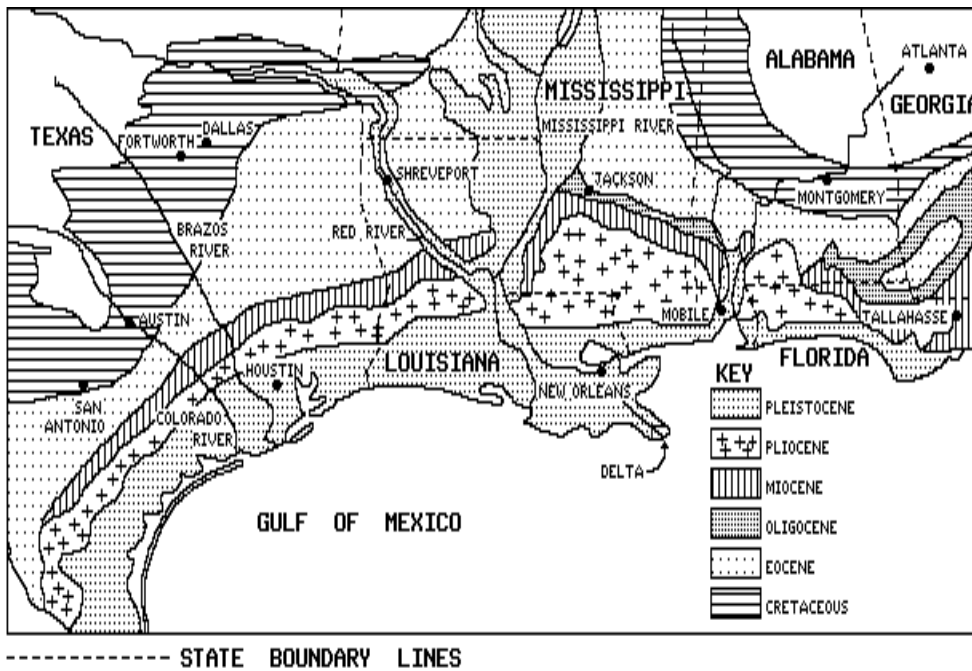 ALABAMA
ATLANTA
MISSISSIPPI
GEORGIA
TEXAS
DALLAS
FORTWORTH
MISSISSIPPI RIVER
SHREVEPORT
JACKSON
MONTGOMERY
BRAZOS
RIVER
RED RIVER
AUSTIN
MOBILE
TALLAHASSE
LOUISIANA
FLORIDA
HOUSTIN
KEY
NEW ORLEANS
SAN
ANTONIO
COLORADO
RIVER
PLEISTOCENE
PLIOCENE
DELTA
MIOCENE
GULF OF MEXICO
OLIGOCENE
EOCENE
CRETACEOUS
STATE BOUNDARY LINES